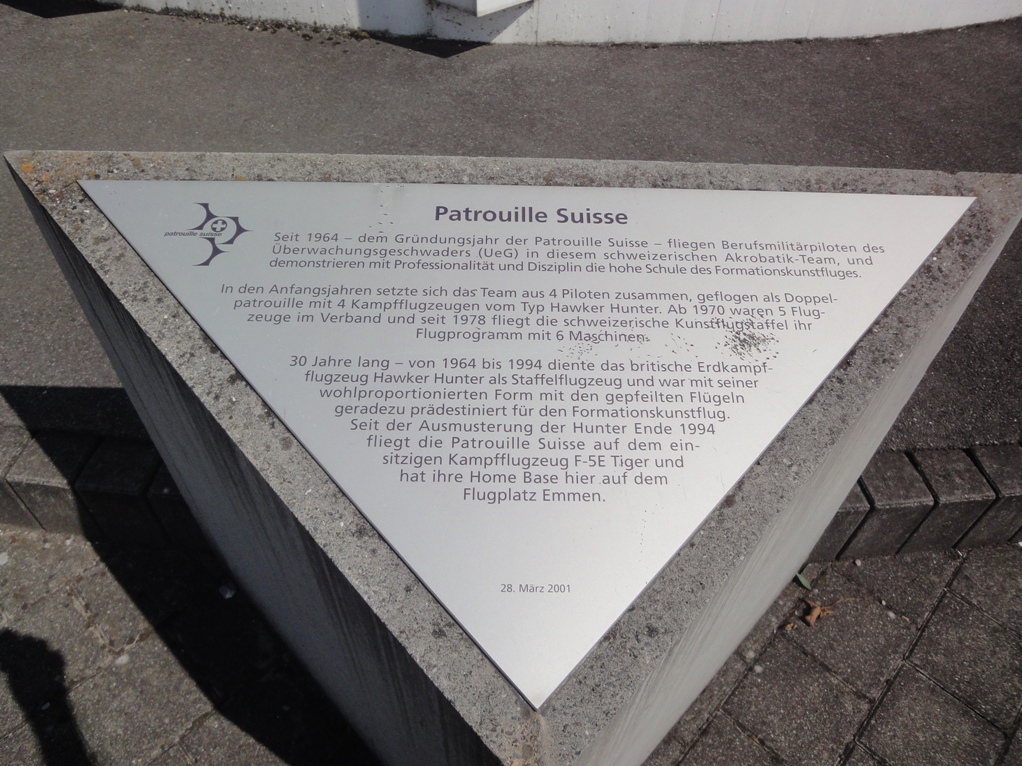 Patrouille Suisse
patrouille suisse
Seit 1964 – dem Gründungsjahr der Patrouille Suisse – fliegen Berufsmilitärpiloten des
Überwachungsgeschwaders (UeG) in diesem schweizerischen Akrobatik-Team, und
demonstrieren mit Professionalität und Disziplin die hohe Schule des Formationskunstfluges.
In den Anfangsjahren setzte sich das Team aus 4 Piloten zusammen, geflogen als Doppel-
patrouille mit 4 Kampfflugzeugen vom Typ Hawker Hunter. Ab 1970 waren 5 Flug-
zeuge im Verband und seit 1978 fliegt die schweizerische Kunstflugstaffel ihr
Flugprogramm mit 6 Maschinen.
30 Jahre lang – von 1964 bis 1994 diente das britische Erdkampf-
flugzeug Hawker Hunter als Staffelflugzeug und war mit seiner
wohlproportionierten Form mit den gepfeilten Flügeln
geradezu prädestiniert für den Formationskunstflug.
Seit der Ausmusterung der Hunter Ende 1994
fliegt die Patrouille Suisse auf dem ein-
sitzigen Kampfflugzeug F-5E Tiger und
hat ihre Home Base hier auf dem
Flugplatz Emmen.
28. März 2001